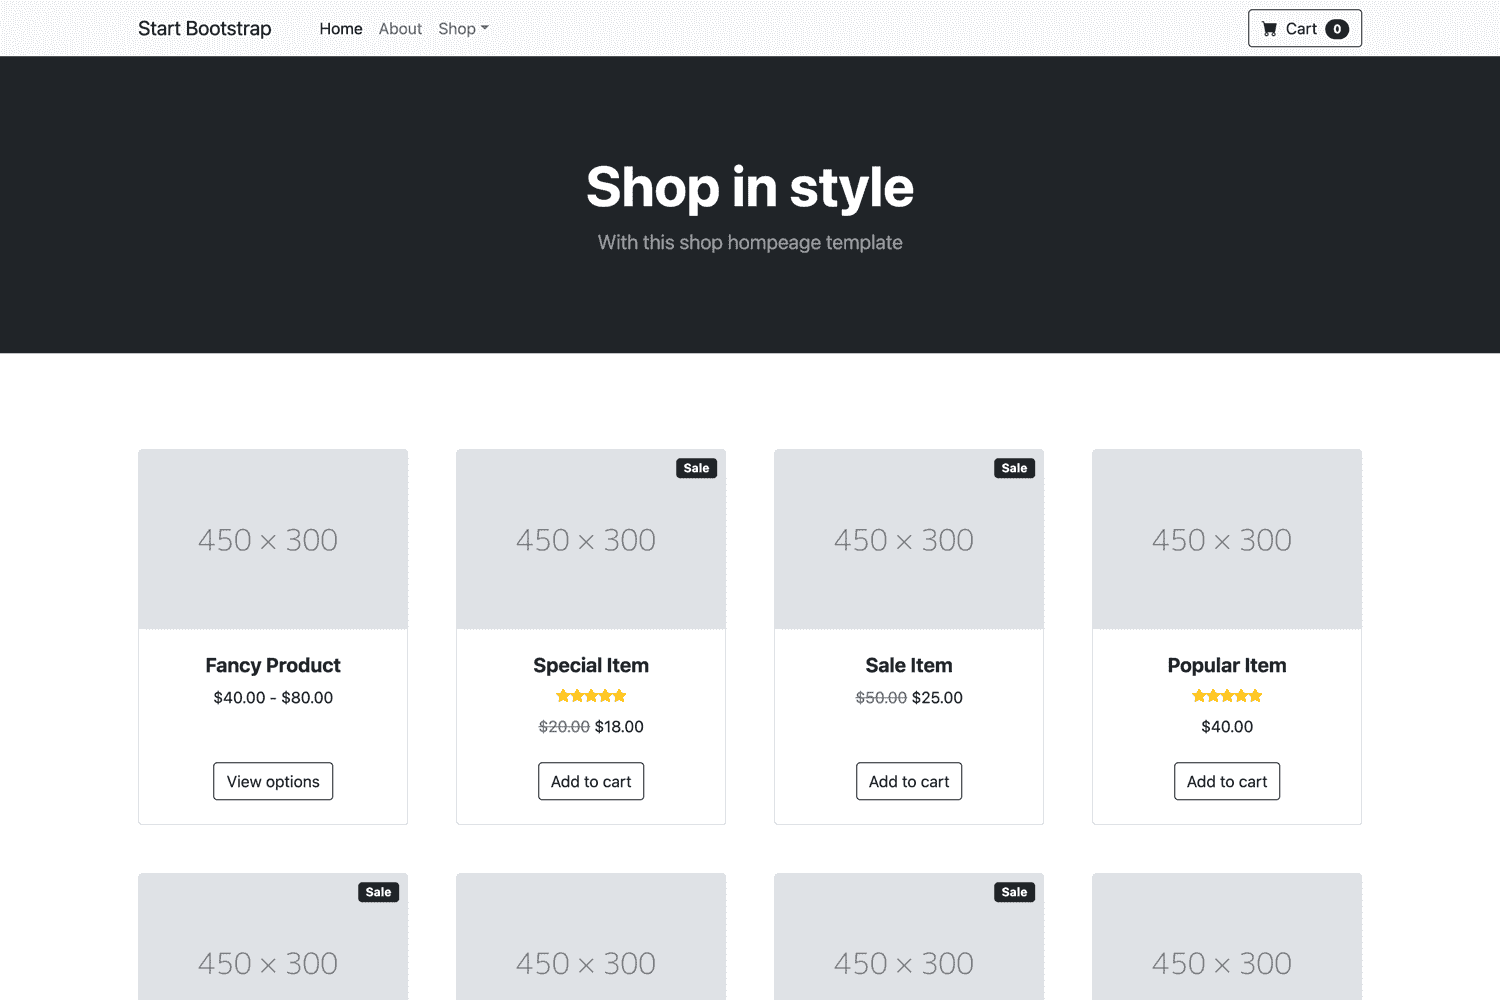 Start Bootstrap Home About Shop Cart 0
Shop in style
With this shop hompeage template
Sale Sale
450 × 300 450 × 300 450 × 300 450 × 300
Fancy Product Special Item Sale Item Popular Item
$40.00 - $80.00 $50.00 $25.00
$20.00 $18.00 $40.00
View options Add to cart Add to cart Add to cart
Sale Sale
450 × 300 450 × 300 450 × 300 450 × 300